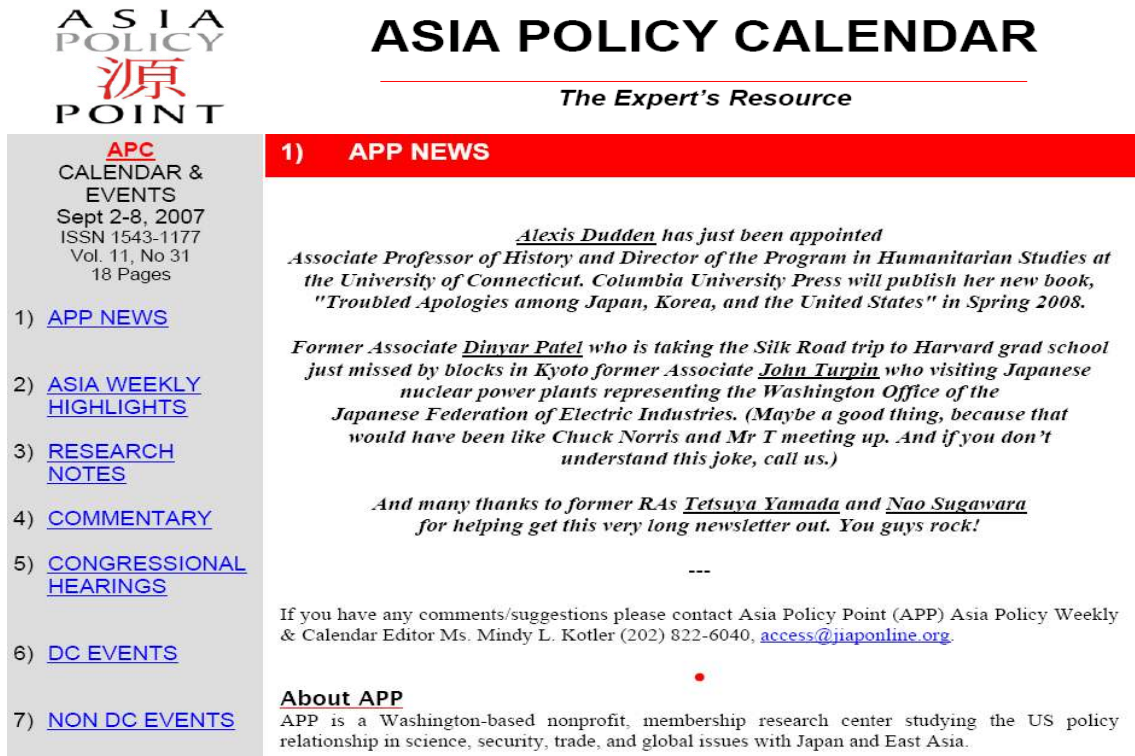 ASIA
POLICY
源
POINT
ASIA POLICY CALENDAR
The Expert's Resource
APC
CALENDAR &
EVENTS
Sept 2-8, 2007
ISSN 1543-1177
Vol. 11, No 31
18 Pages
1) APP NEWS
2) ASIA WEEKLY
HIGHLIGHTS
3) RESEARCH
NOTES
4) COMMENTARY
5) CONGRESSIONAL
HEARINGS
6) DC EVENTS
7) NON DC EVENTS
1) APP NEWS
Alexis Dudden has just been appointed
Associate Professor of History and Director of the Program in Humanitarian Studies at
the University of Connecticut. Columbia University Press will publish her new book,
"Troubled Apologies among Japan, Korea, and the United States" in Spring 2008.
Former Associate Dinyar Patel who is taking the Silk Road trip to Harvard grad school
just missed by blocks in Kyoto former Associate John Turpin who visiting Japanese
nuclear power plants representing the Washington Office of the
Japanese Federation of Electric Industries. (Maybe a good thing, because that
would have been like Chuck Norris and Mr T meeting up. And if you don't
understand this joke, call us.)
And many thanks to former RAs Tetsuya Yamada and Nao Sugawara
for helping get this very long newsletter out. You guys rock!
---
If you have any comments/suggestions please contact Asia Policy Point (APP) Asia Policy Weekly
& Calendar Editor Ms. Mindy L. Kotler (202) 822-6040, access@jiaponline.org.
About APP
APP is a Washington-based nonprofit, membership research center studying the US policy
relationship in science, security, trade, and global issues with Japan and East Asia.